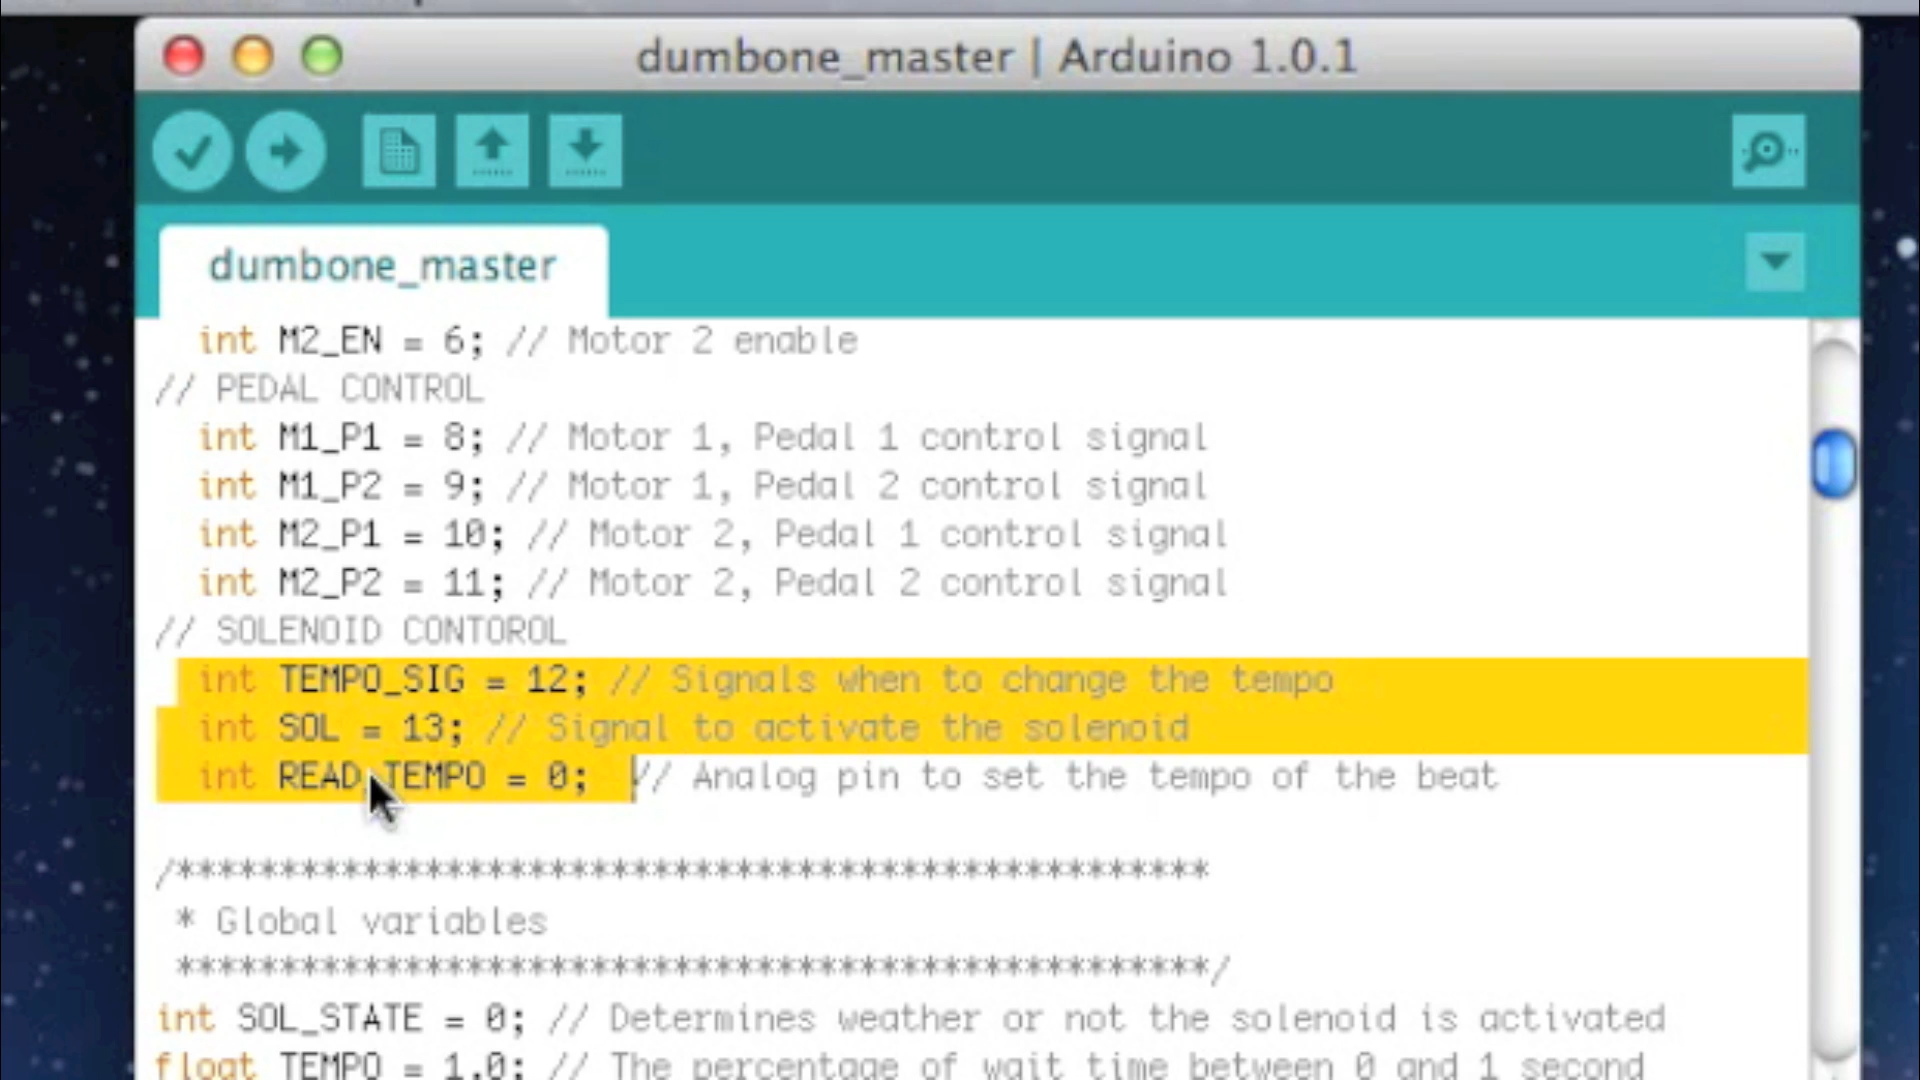 dumbone_master | Arduino 1.0.1
dumbone_master
int M2_EN = 6; // Motor 2 enable
// PEDAL CONTROL
int M1_P1 = 8; // Motor 1, Pedal 1 control signal
int M1_P2 = 9; // Motor 1, Pedal 2 control signal
int M2_P1 = 10; // Motor 2, Pedal 1 control signal
int M2_P2 = 11; // Motor 2, Pedal 2 control signal
// SOLENOID CONTOROL
int TEMPO_SIG = 12; // Signals when to change the tempo
int SOL = 13; // Signal to activate the solenoid
int READ_TEMPO = 0; // Analog pin to set the tempo of the beat
/**************************************************
* Global variables
**************************************************/
int SOL_STATE = 0; // Determines weather or not the solenoid is activated
float TEMPO = 1.0; // The percentage of wait time between 0 and 1 second